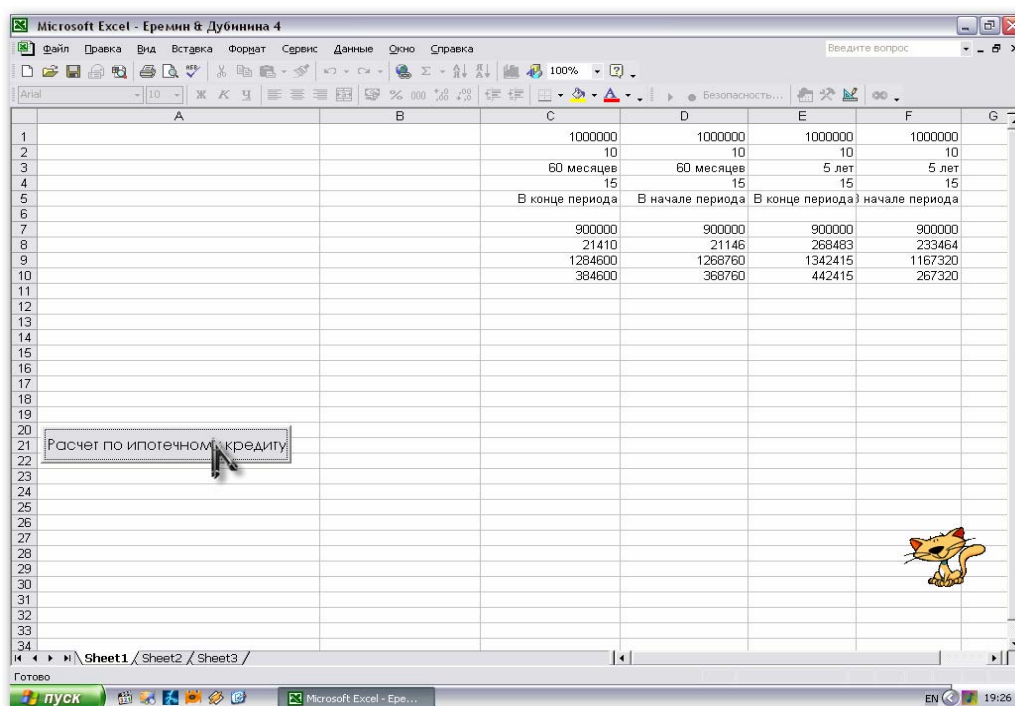 Microsoft Excel - Еремин & Дубинина 4
Файл Правка Вид Вставка Формат Сервис Данные Окно Справка Введите вопрос
100%
Arial 10 Ж К Ч % 000 Безопасность...
A B C D E F G
1 1000000 1000000 1000000 1000000
2 10 10 10 10
3 60 месяцев 60 месяцев 5 лет 5 лет
4 15 15 15 15
5 В конце периода В начале периода В конце периода начале периода
6
7 900000 900000 900000 900000
8 21410 21146 268483 233464
9 1284600 1268760 1342415 1167320
10 384600 368760 442415 267320
11
12
13
14
15
16
17
18
19
20
21 Расчет по ипотечному кредиту
22
23
24
25
26
27
28
29
30
31
32
33
34
Sheet1 Sheet2 Sheet3
Готово
пуск Microsoft Excel - Ере... EN 19:26